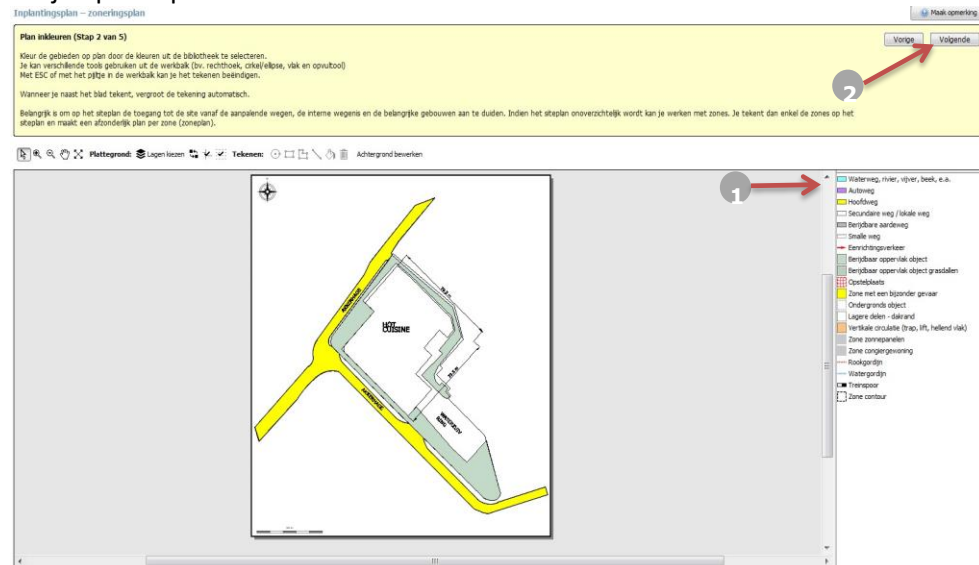 Inplantingsplan – zoneringsplan
Maak opmerking
Plan inkleuren (Stap 2 van 5)
Vorige
Volgende
Kleur de gebieden op plan door de kleuren uit de bibliotheek te selecteren.
Je kan verschillende tools gebruiken uit de werkbalk (bv. rechthoek, cirkel/ellipse, vlak en opvultool)
Met ESC of met het pijltje in de werkbalk kan je het tekenen beëindigen.
Wanneer je naast het blad tekent, vergroot de tekening automatisch.
Belangrijk is om op het siteplan de toegang tot de site vanaf de aanpalende wegen, de interne wegenis en de belangrijke gebouwen aan te duiden. Indien het siteplan onoverzichtelijk wordt kan je werken met zones. Je tekent dan enkel de zones op het
siteplan en maakt een afzonderlijk plan per zone (zoneplan).
2
Plattegrond: Lagen kiezen Tekenen: Achtergrond bewerken
1
Waterweg, rivier, vijver, beek, e.a.
Autoweg
Hoofdweg
Secundaire weg / lokale weg
Berijdbare aardeweg
Smalle weg
Eenrichtingsverkeer
Berijdbaar oppervlak object
Berijdbaar oppervlak object grasdallen
Opstelplaats
Zone met een bijzonder gevaar
Ondergronds object
Lagere delen - dakrand
Vertikale circulatie (trap, lift, hellend vlak)
Zone zonnepanelen
Zone congiergewoning
Rookgordijn
Watergordijn
Treinspoor
Zone contour
HOT
CUISINE